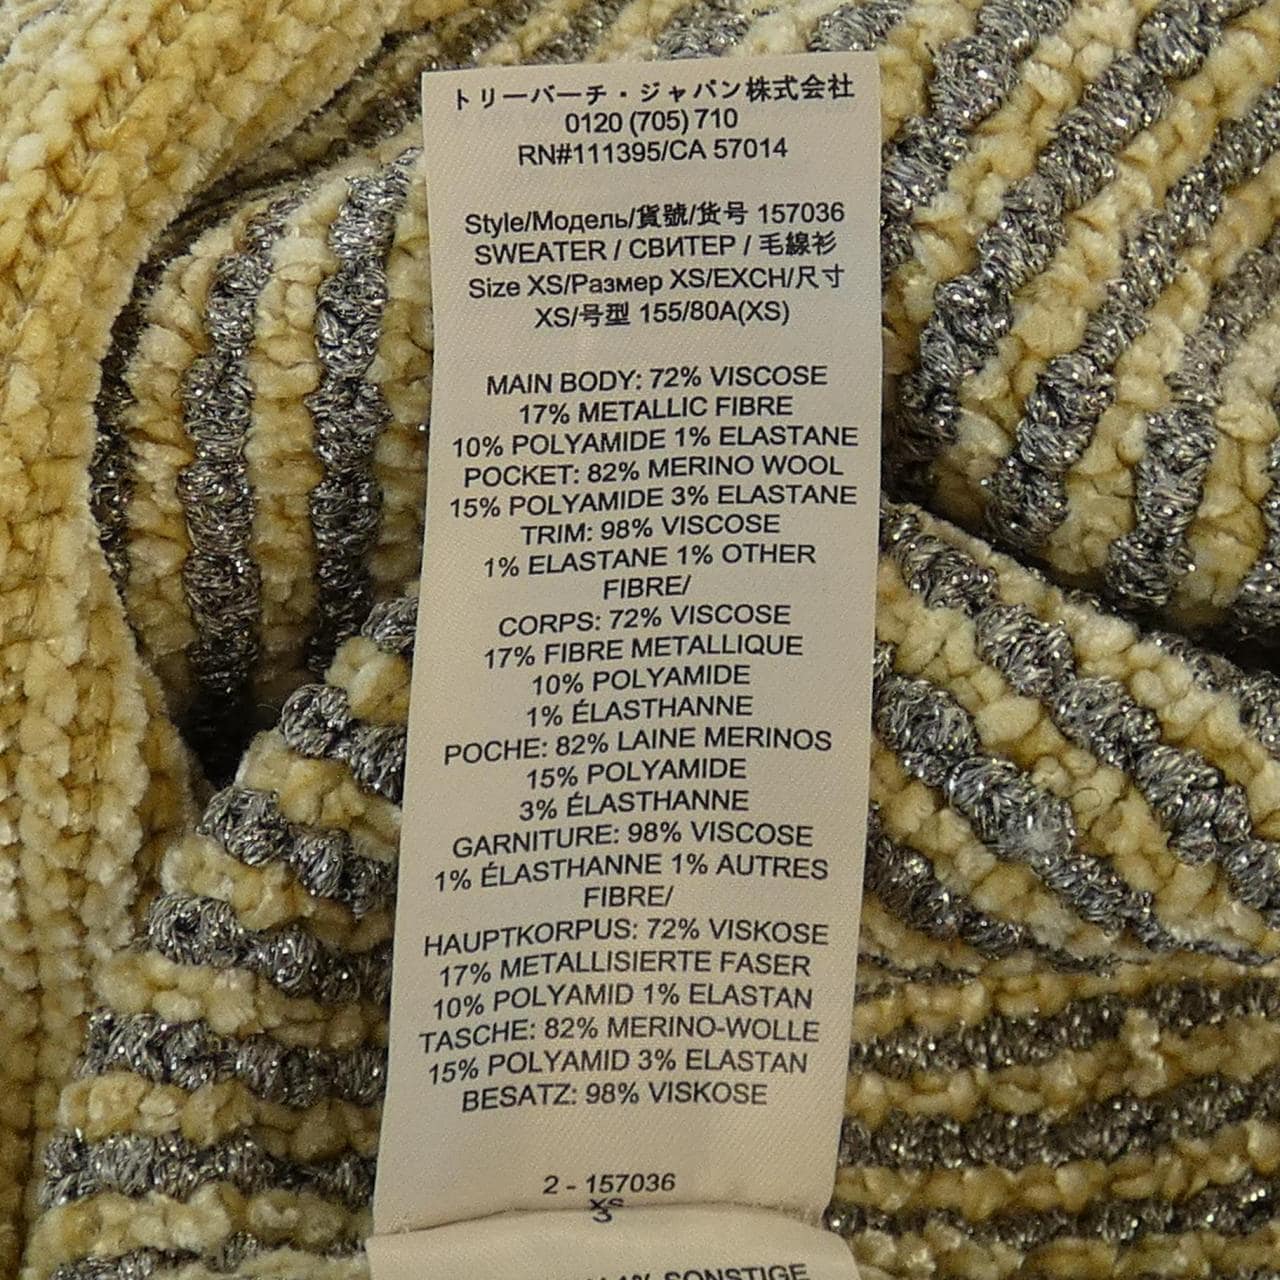 トリーバーチ・ジャパン株式会社
0120 (705) 710
RN#111395/CA 57014
Style/Модель/貨號/货号 157036
SWEATER / СВИТЕР / 毛線衫
Size XS/Размер XS/EXCH/尺寸
XS/号型 155/80A(XS)
MAIN BODY: 72% VISCOSE
17% METALLIC FIBRE
10% POLYAMIDE 1% ELASTANE
POCKET: 82% MERINO WOOL
15% POLYAMIDE 3% ELASTANE
TRIM: 98% VISCOSE
1% ELASTANE 1% OTHER
FIBRE/
CORPS: 72% VISCOSE
17% FIBRE METALLIQUE
10% POLYAMIDE
1% ÉLASTHANNE
POCHE: 82% LAINE MERINOS
15% POLYAMIDE
3% ÉLASTHANNE
GARNITURE: 98% VISCOSE
1% ÉLASTHANNE 1% AUTRES
FIBRE/
HAUPTKORPUS: 72% VISKOSE
17% METALLISIERTE FASER
10% POLYAMID 1% ELASTAN
TASCHE: 82% MERINO-WOLLE
15% POLYAMID 3% ELASTAN
BESATZ: 98% VISKOSE
2 - 157036
XS
3
1% SONSTIGE